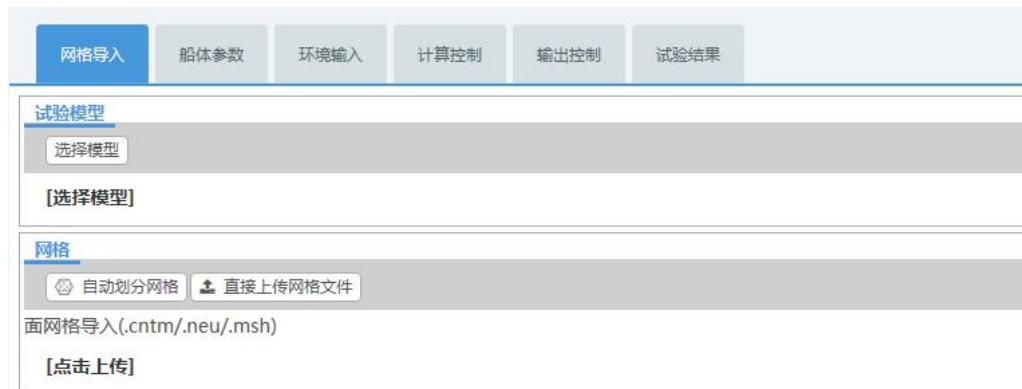 网格导入 船体参数 环境输入 计算控制 输出控制 试验结果
试验模型
选择模型
[选择模型]
网格
自动划分网格 直接上传网格文件
面网格导入(.cntm/.neu/.msh)
[点击上传]